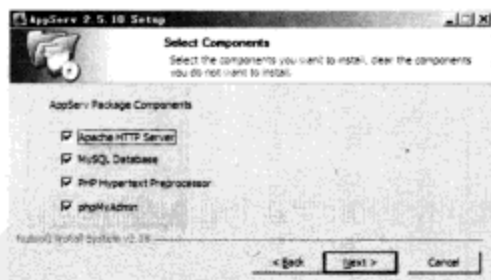 AppServ 2.5.10 Setup
Select Components
Select the components you want to install, clear the components
you do not want to install.
AppServ Package Components
Apache HTTP Server
MySQL Database
PHP Hypertext Preprocessor
phpMyAdmin
Nullsoft Install System v2.18
< Back
Next >
Cancel